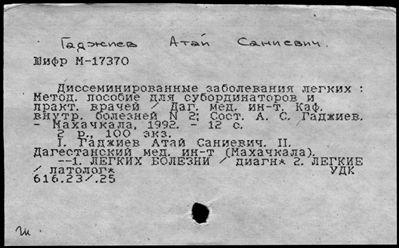 Гаджиев Атай Саниевич.
Шифр М-17370
Диссеминированные заболевания легких :
Метод. пособие для субординаторов и
практ. врачей / Даг. мед. ин-т. Каф.
внутр. болезней N 2; Сост. А. С. Гаджиев.
- Махачкала, 1992. - 12 с.
2 р., 100 экз.
I. Гаджиев Атай Саниевич. II.
Дагестанский мед. ин-т (Махачкала).
--1. ЛЕГКИХ БОЛЕЗНИ / диагн* 2. ЛЕГКИЕ
/ патолог* УДК
616.23/.25